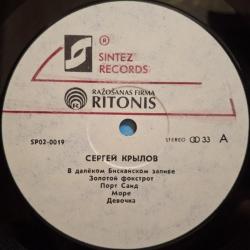 ®
SINTEZ
RECORDS
RAŽOŠANAS FIRMA
RITONIS
SP02-0019
STEREO 33 A
СЕРГЕЙ КРЫЛОВ
В далёком Бискайском заливе
Золотой фокстрот
Порт Саид
Море
Девочка